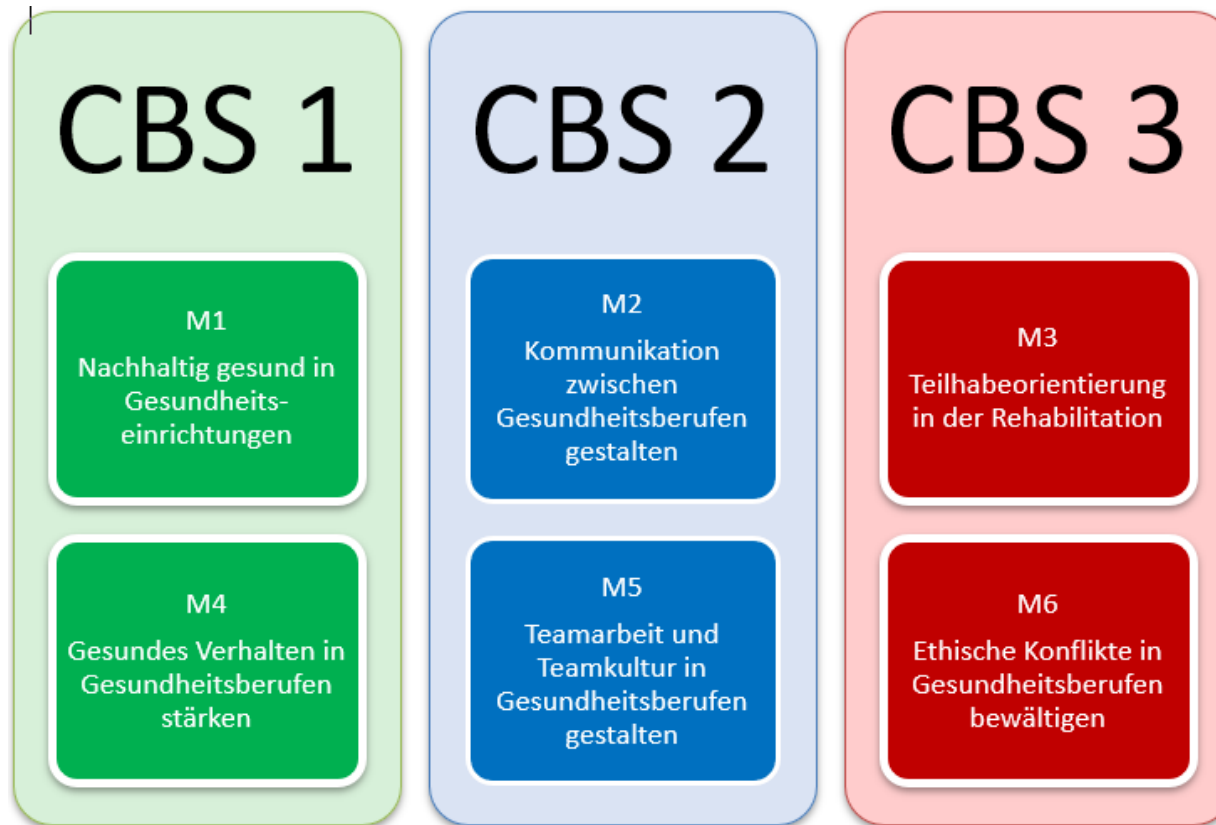 CBS 1
M1
Nachhaltig gesund in
Gesundheits-
einrichtungen
M4
Gesundes Verhalten in
Gesundheitsberufen
stärken
CBS 2
M2
Kommunikation
zwischen
Gesundheitsberufen
gestalten
M5
Teamarbeit und
Teamkultur in
Gesundheitsberufen
gestalten
CBS 3
M3
Teilhabeorientierung
in der Rehabilitation
M6
Ethische Konflikte in
Gesundheitsberufen
bewältigen